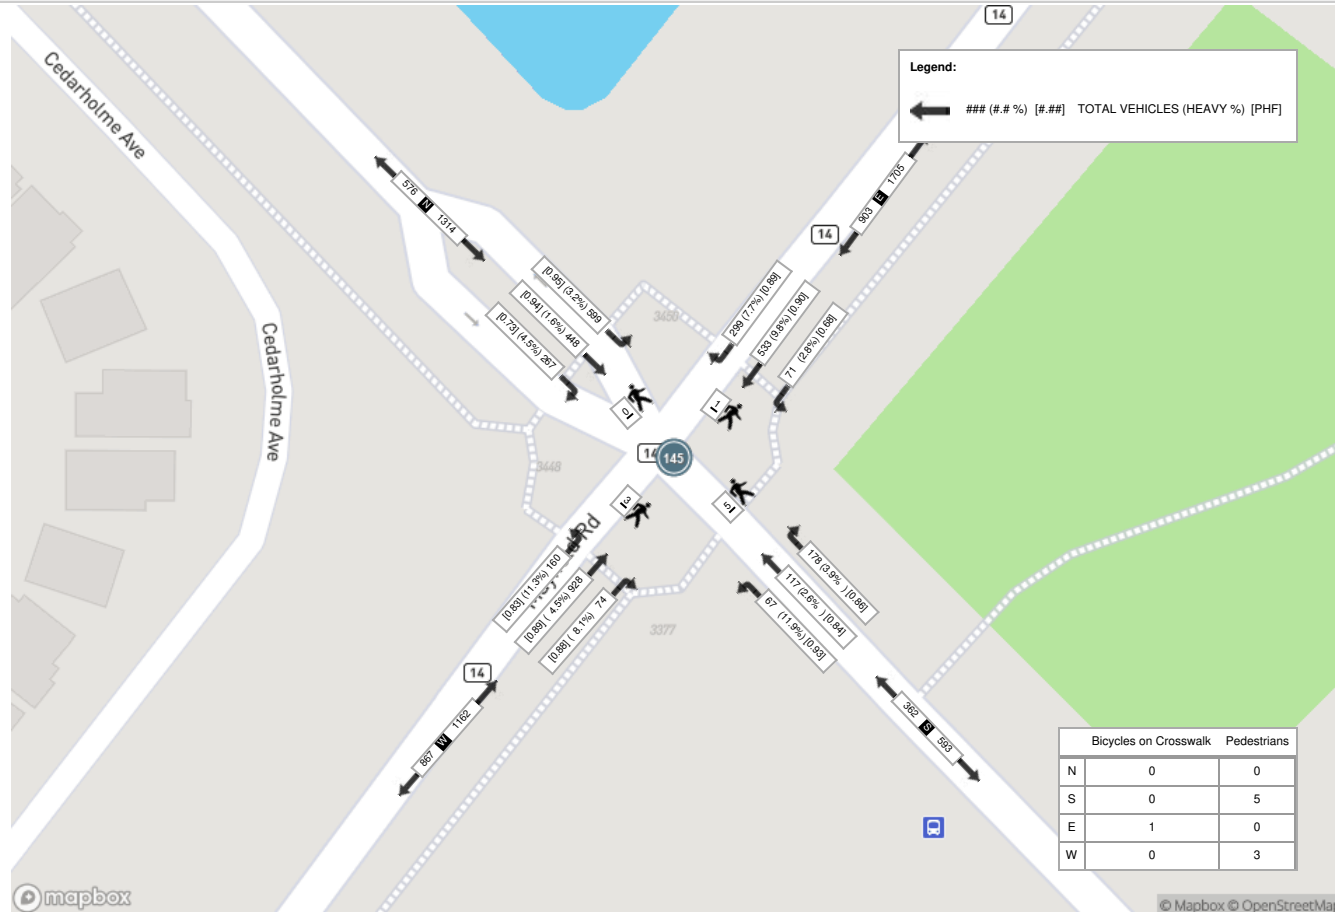 14
Legend:
### (#.# %) [#.##] TOTAL VEHICLES (HEAVY %) [PHF]
Cedarholme Ave
1705
E
903
14
576
N
1314
[0.95] (3.2%) 599
[0.94] (1.6%) 448
[0.73] (4.5%) 267
299 (7.7%) [0.89]
533 (9.8%) [0.90]
71 (2.8%) [0.68]
3450
Cedarholme Ave
0
1
14
145
3448
3
5
Rd
[0.83] (11.3%) 160
[0.89] ( 4.5%) 928
[0.88] ( 8.1%) 74
178 (3.9% ) [0.86]
117 (2.6% ) [0.84]
67 (11.9%) [0.93]
3377
14
867
W
1162
362
S
593
Bicycles on Crosswalk Pedestrians
N 0 0
S 0 5
E 1 0
W 0 3
mapbox
© Mapbox © OpenStreetMap